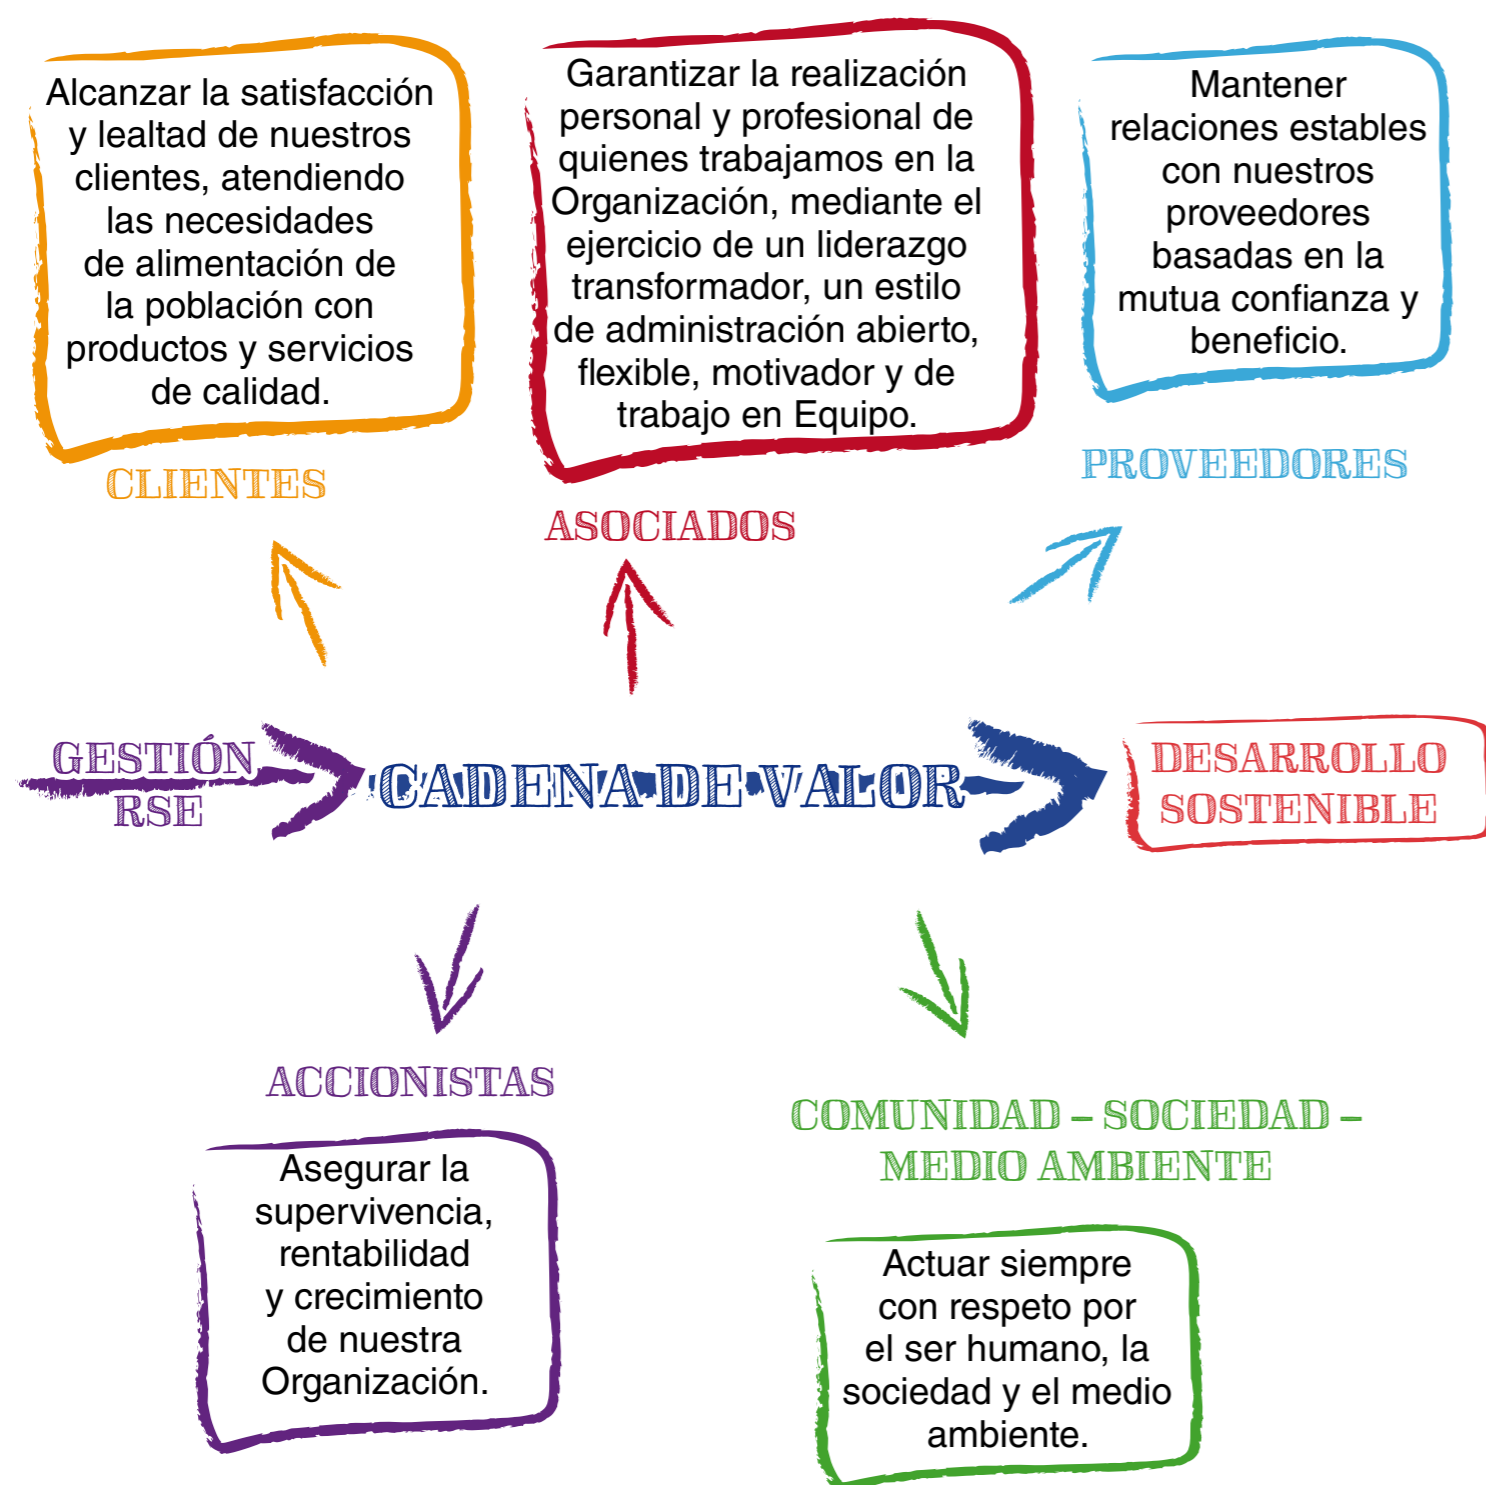 Alcanzar la satisfacción
y lealtad de nuestros
clientes, atendiendo
las necesidades
de alimentación de
la población con
productos y servicios
de calidad.
CLIENTES
Garantizar la realización
personal y profesional de
quienes trabajamos en la
Organización, mediante el
ejercicio de un liderazgo
transformador, un estilo
de administración abierto,
flexible, motivador y de
trabajo en Equipo.
ASOCIADOS
Mantener
relaciones estables
con nuestros
proveedores
basadas en la
mutua confianza y
beneficio.
PROVEEDORES
GESTIÓN
RSE
CADENA DE VALOR
DESARROLLO
SOSTENIBLE
ACCIONISTAS
Asegurar la
supervivencia,
rentabilidad
y crecimiento
de nuestra
Organización.
COMUNIDAD – SOCIEDAD –
MEDIO AMBIENTE
Actuar siempre
con respeto por
el ser humano, la
sociedad y el medio
ambiente.